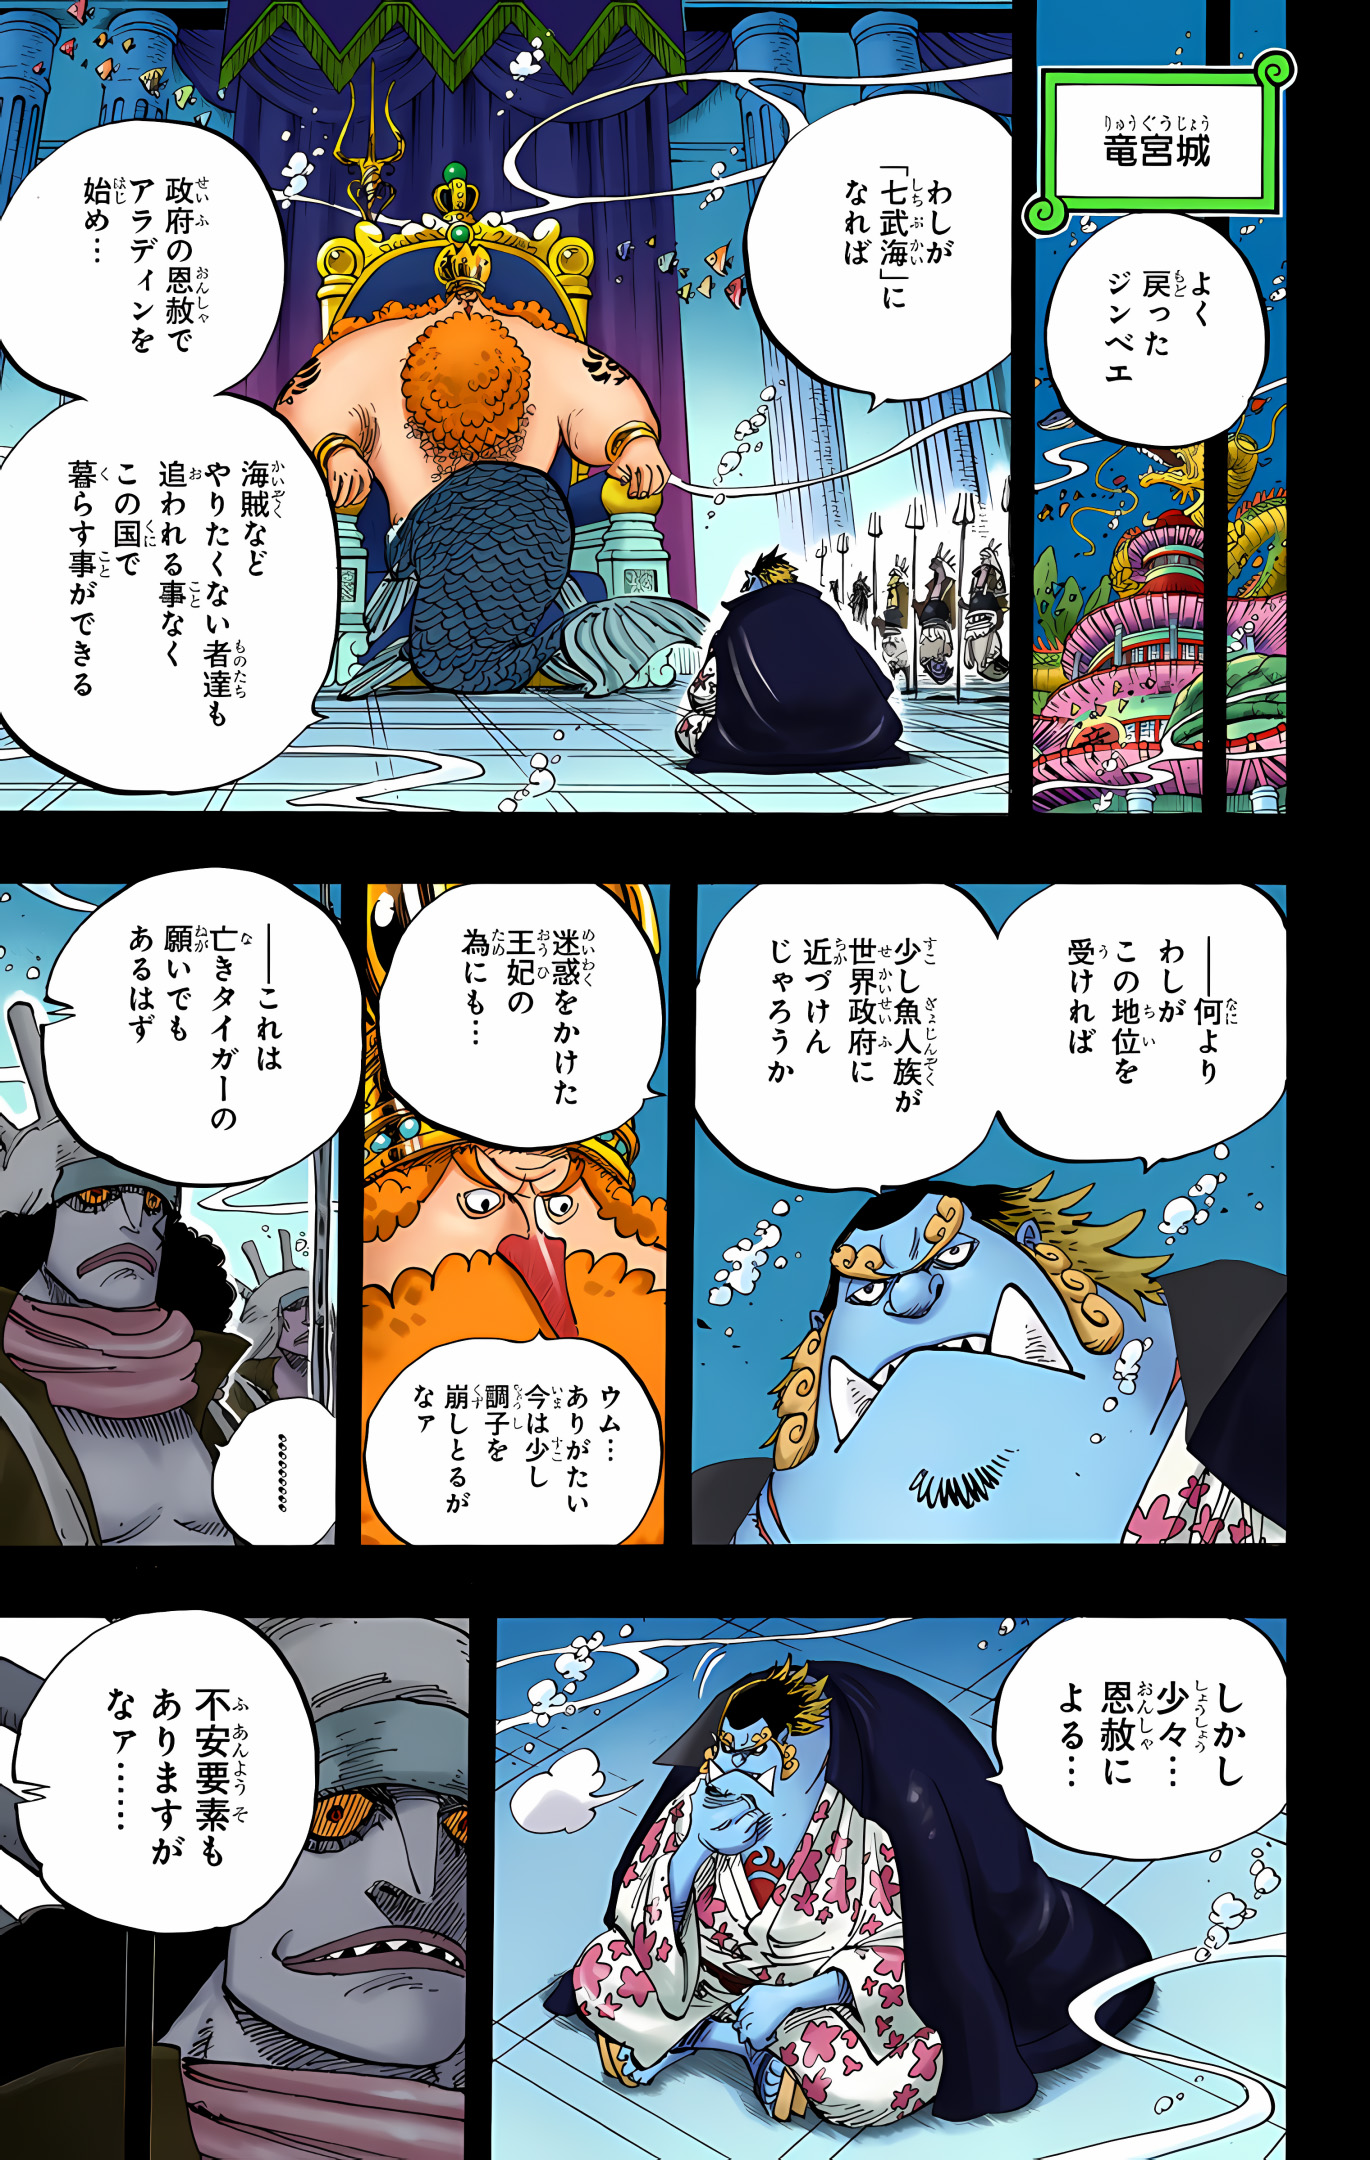 竜宮城
よく
戻った
ジンベエ
わしが
「七武海」に
なれば
政府の恩赦で
アラディンを
始め…
海賊など
やりたくない者達も
追われる事なく
この国で
暮らす事ができる
──何より
わしが
この地位を
受ければ
少し魚人族が
世界政府に
近づけん
じゃろうか
迷惑をかけた
王妃の
為にも…
ウム…
ありがたい
今は少し
調子を
崩しとるが
なァ
──これは
亡きタイガーの
願いでも
あるはず
………
しかし
少々…
恩赦に
よる…
不安要素も
ありますが
なァ……